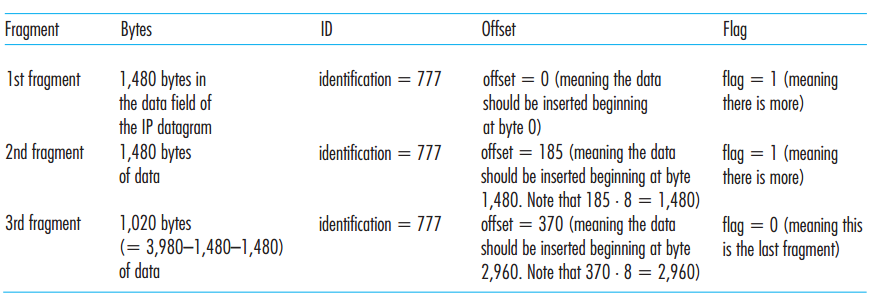 Fragment Bytes ID Offset Flag
1st fragment 1,480 bytes in identification = 777 offset = 0 (meaning the data flag = 1 (meaning
the data field of should be inserted beginning there is more)
the IP datagram at byte 0)
2nd fragment 1,480 bytes identification = 777 offset = 185 (meaning the data flag = 1 (meaning
of data should be inserted beginning at byte there is more)
1,480. Note that 185 · 8 = 1,480)
3rd fragment 1,020 bytes identification = 777 offset = 370 (meaning the data flag = 0 (meaning this
(= 3,980–1,480–1,480) should be inserted beginning at byte is the last fragment)
of data 2,960. Note that 370 · 8 = 2,960)